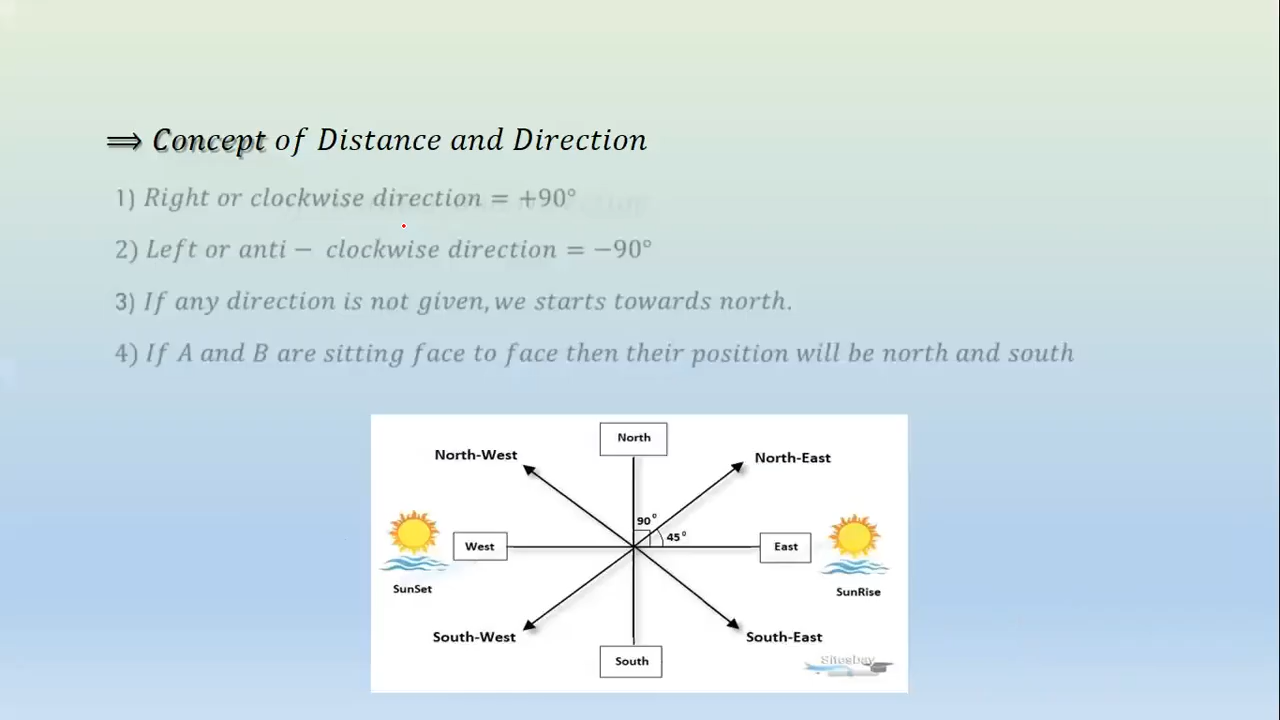 ⟹ Concept of Distance and Direction
1) Right or clockwise direction = +90°
2) Left or anti − clockwise direction = −90°
3) If any direction is not given, we starts towards north.
4) If A and B are sitting face to face then their position will be north and south
North
North-West
North-East
90°
45°
West
East
SunSet
SunRise
South-West
South-East
South
Sitesbay